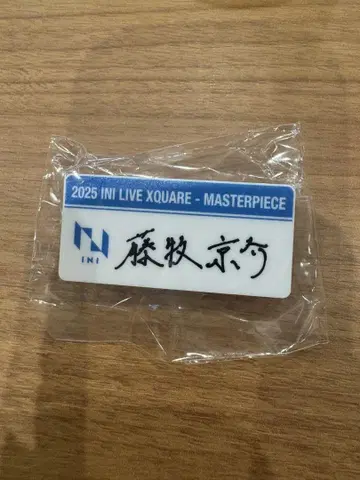 2025 INI LIVE XQUARE - MASTERPIECE
INI
藤牧 京介